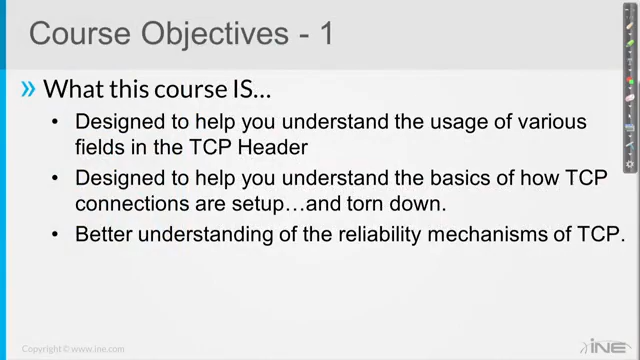 Course Objectives - 1
» What this course IS...
• Designed to help you understand the usage of various
fields in the TCP Header
• Designed to help you understand the basics of how TCP
connections are setup...and torn down.
• Better understanding of the reliability mechanisms of TCP.
Copyright © www.ine.com
iNE